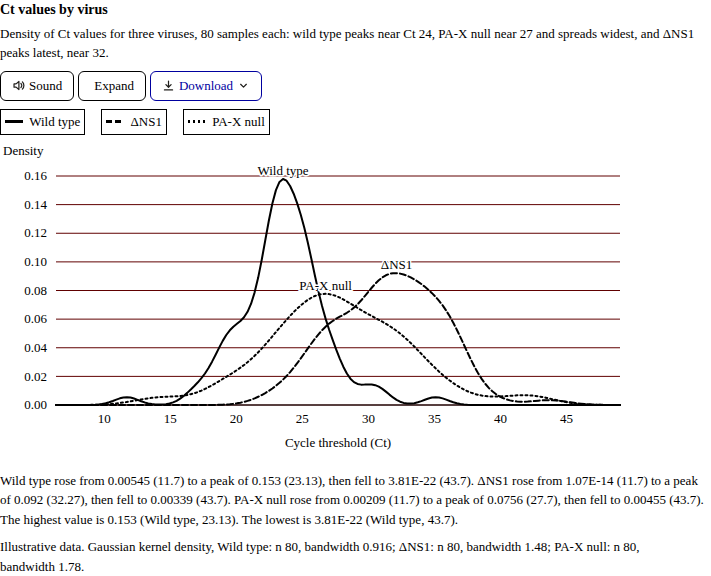 Ct values by virus
Density of Ct values for three viruses, 80 samples each: wild type peaks near Ct 24, PA-X null near 27 and spreads widest, and ΔNS1
peaks latest, near 32.
Sound Expand Download
Wild type ΔNS1 PA-X null
Density
Wild type
0.16
0.14
0.12
0.10
ΔNS1
PA-X null
0.08
0.06
0.04
0.02
0.00
10 15 20 25 30 35 40 45
Cycle threshold (Ct)
Wild type rose from 0.00545 (11.7) to a peak of 0.153 (23.13), then fell to 3.81E-22 (43.7). ΔNS1 rose from 1.07E-14 (11.7) to a peak
of 0.092 (32.27), then fell to 0.00339 (43.7). PA-X null rose from 0.00209 (11.7) to a peak of 0.0756 (27.7), then fell to 0.00455 (43.7).
The highest value is 0.153 (Wild type, 23.13). The lowest is 3.81E-22 (Wild type, 43.7).
Illustrative data. Gaussian kernel density, Wild type: n 80, bandwidth 0.916; ΔNS1: n 80, bandwidth 1.48; PA-X null: n 80,
bandwidth 1.78.